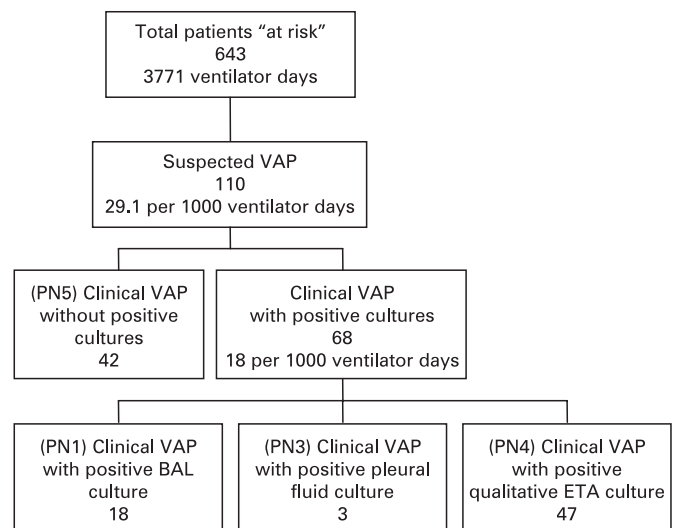 Total patients “at risk”
643
3771 ventilator days
Suspected VAP
110
29.1 per 1000 ventilator days
(PN5) Clinical VAP
without positive
cultures
42
Clinical VAP
with positive cultures
68
18 per 1000 ventilator days
(PN1) Clinical VAP
with positive BAL
culture
18
(PN3) Clinical VAP
with positive pleural
fluid culture
3
(PN4) Clinical VAP
with positive
qualitative ETA culture
47